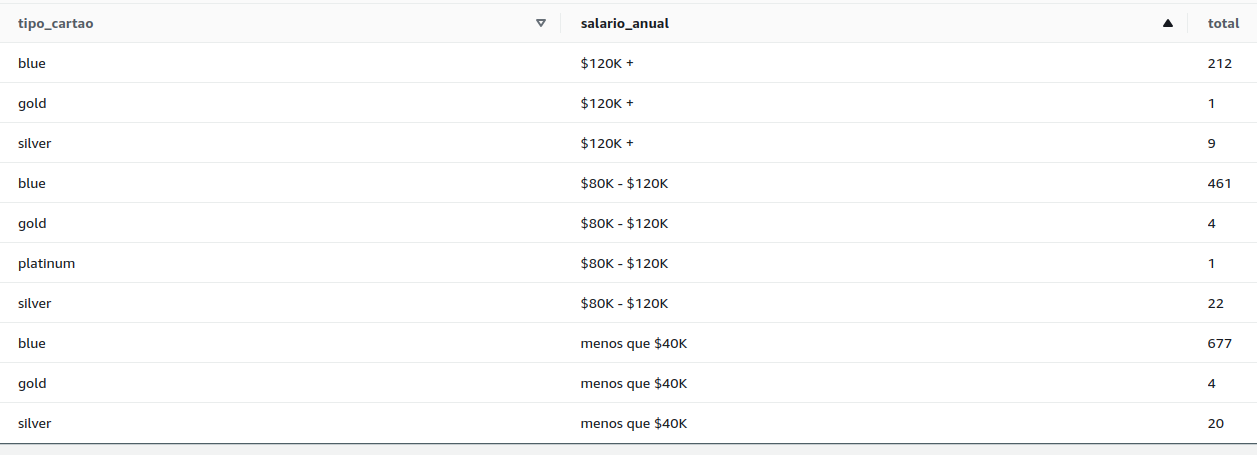 tipo_cartao salario_anual total
blue $120K + 212
gold $120K + 1
silver $120K + 9
blue $80K - $120K 461
gold $80K - $120K 4
platinum $80K - $120K 1
silver $80K - $120K 22
blue menos que $40K 677
gold menos que $40K 4
silver menos que $40K 20